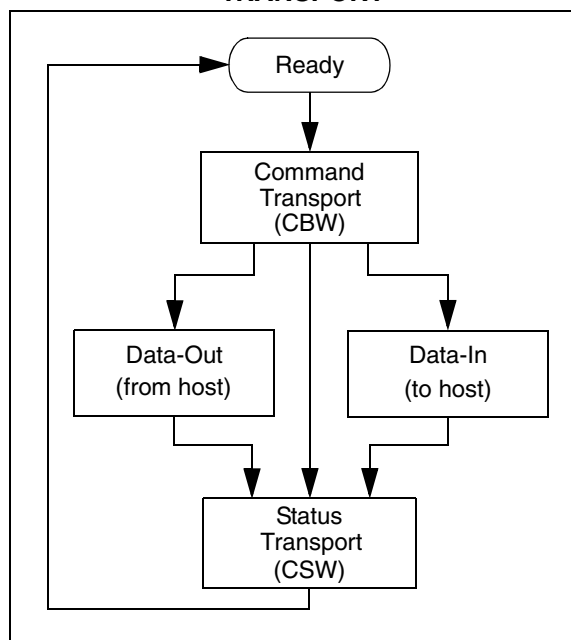 Ready
Command
Transport
(CBW)
Data-Out
(from host)
Data-In
(to host)
Status
Transport
(CSW)